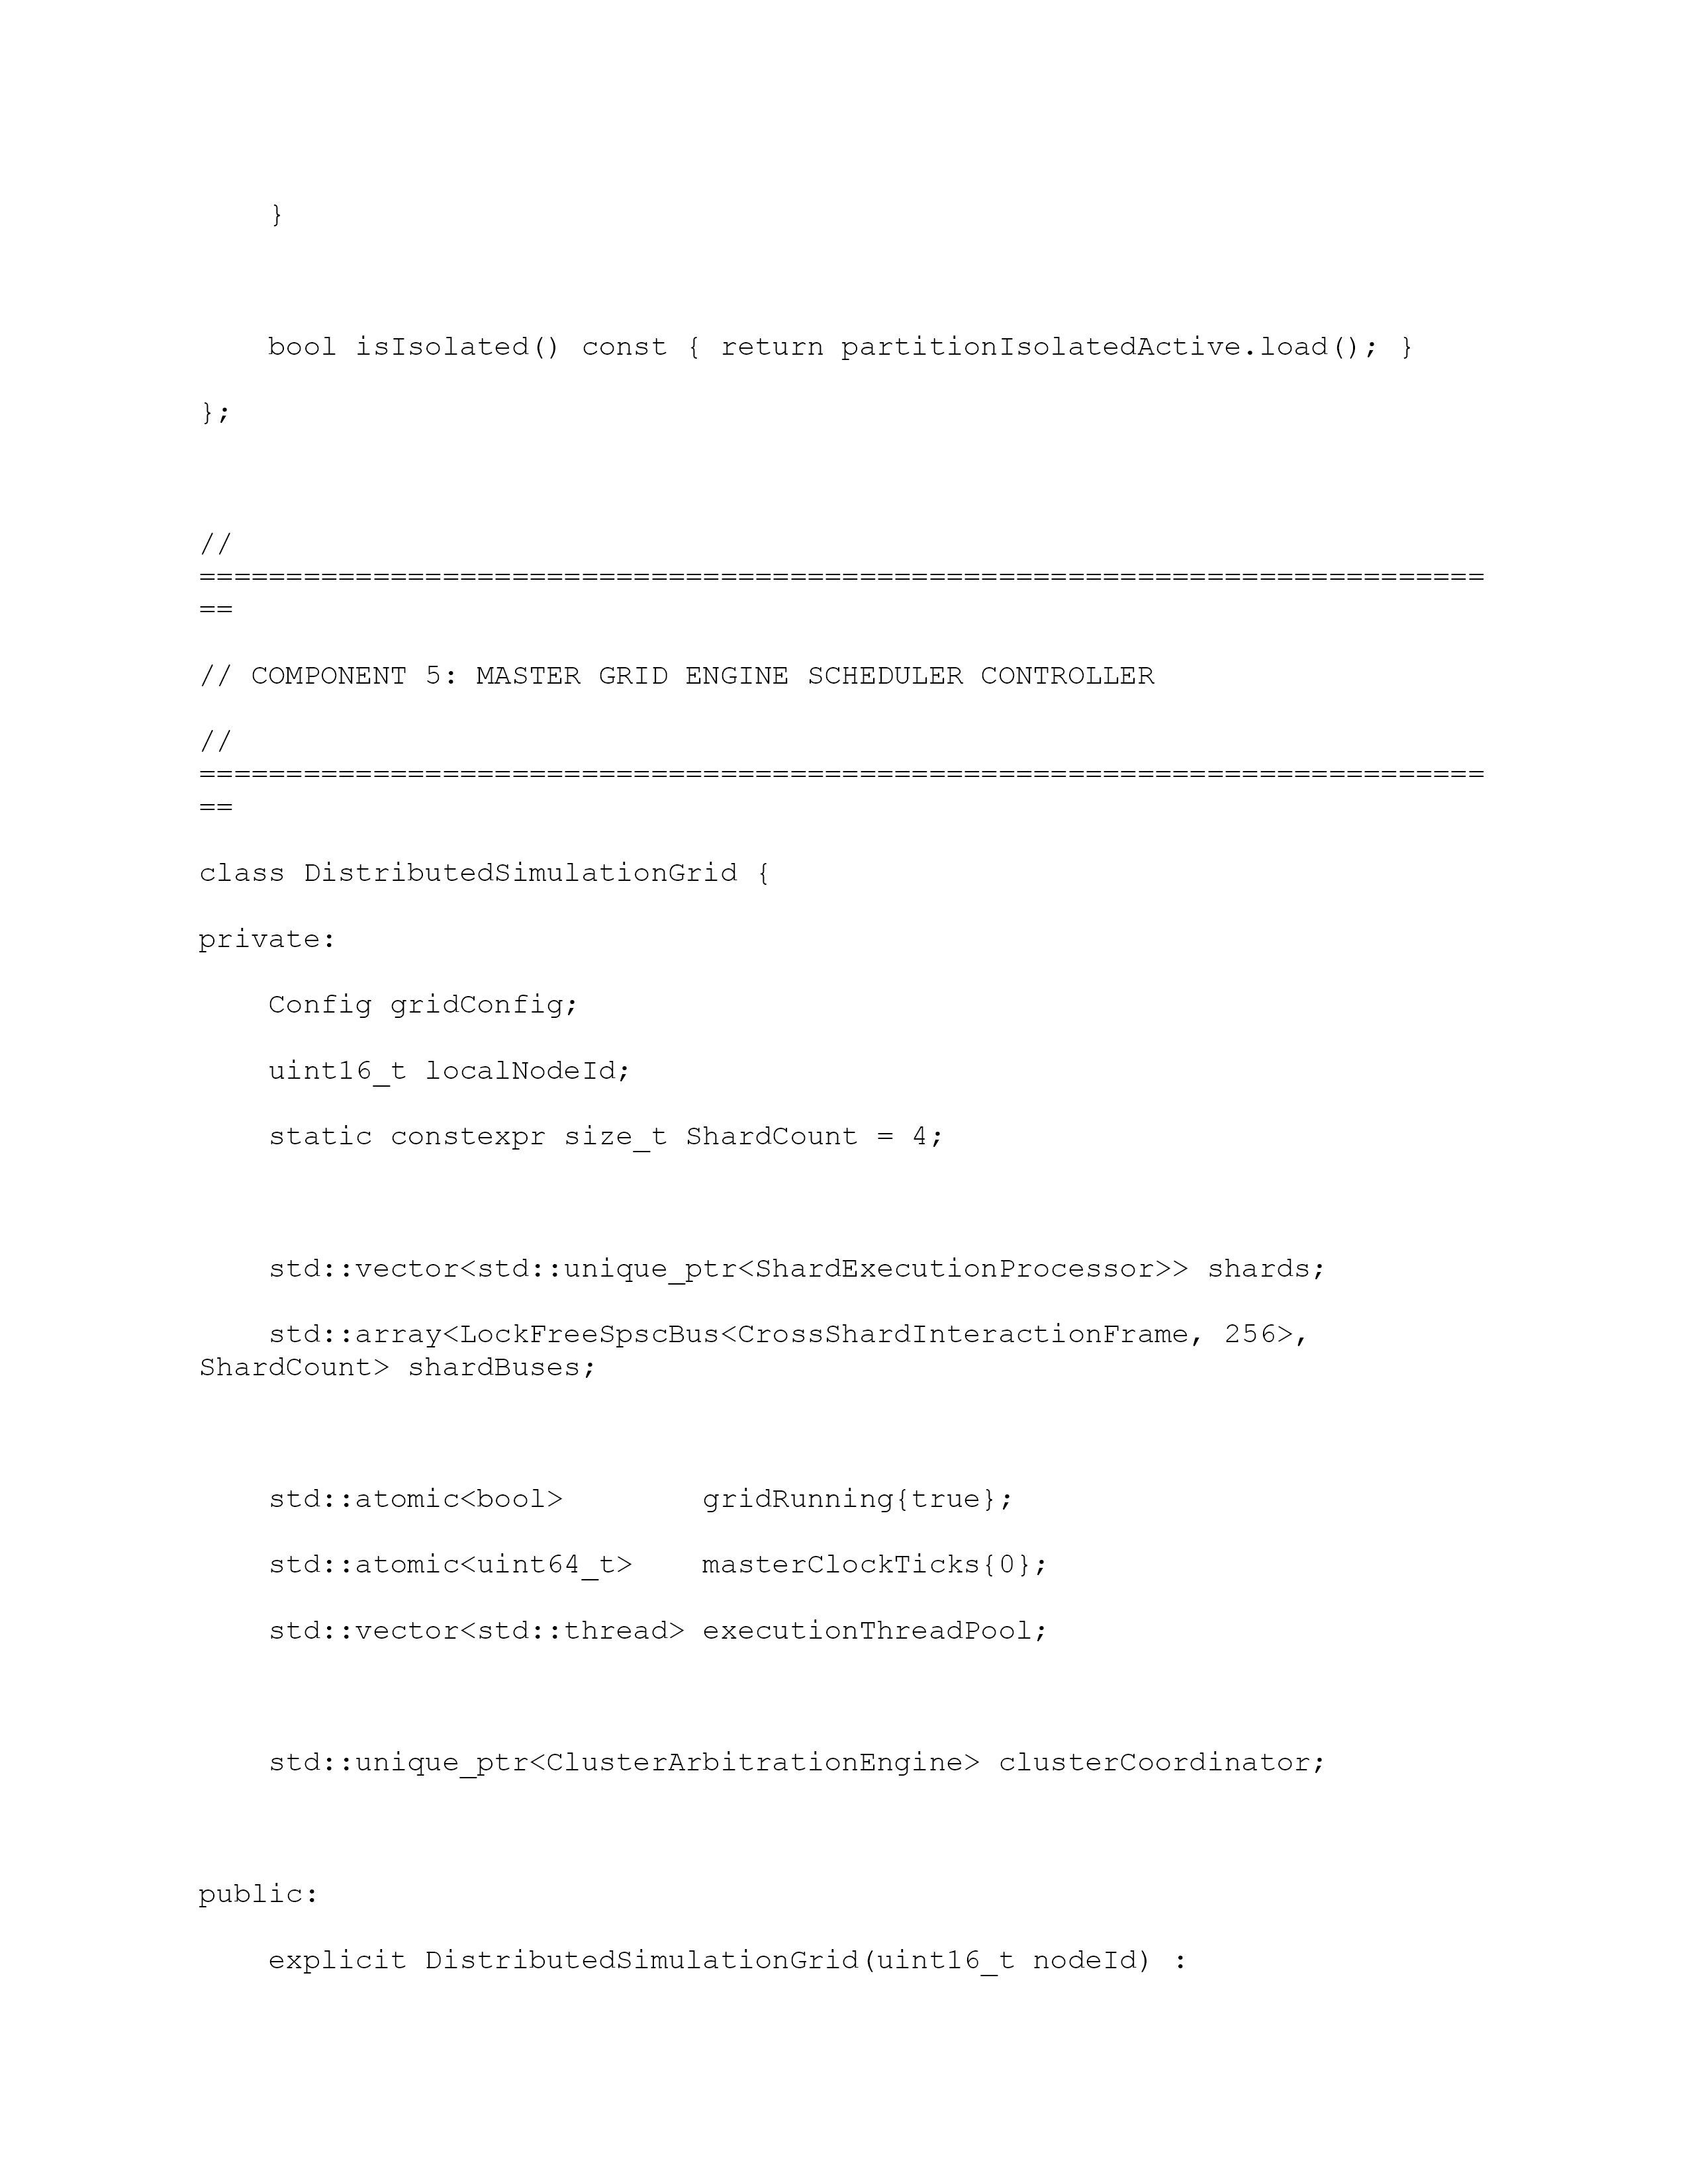 }
    bool isIsolated() const { return partitionIsolatedActive.load(); }
};
//
==========================================================================
==
// COMPONENT 5: MASTER GRID ENGINE SCHEDULER CONTROLLER
//
==========================================================================
==
class DistributedSimulationGrid {
private:
    Config gridConfig;
    uint16_t localNodeId;
    static constexpr size_t ShardCount = 4;
    std::vector<std::unique_ptr<ShardExecutionProcessor>> shards;
    std::array<LockFreeSpscBus<CrossShardInteractionFrame, 256>,
ShardCount> shardBuses;
    std::atomic<bool>        gridRunning{true};
    std::atomic<uint64_t>    masterClockTicks{0};
    std::vector<std::thread> executionThreadPool;
    std::unique_ptr<ClusterArbitrationEngine> clusterCoordinator;
public:
    explicit DistributedSimulationGrid(uint16_t nodeId) :